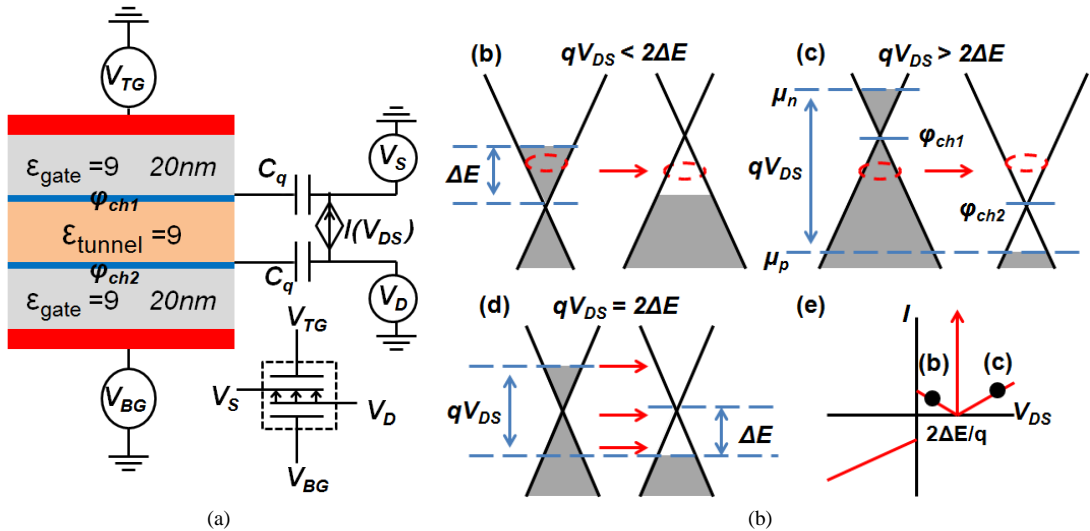 (a)
V_TG
ε_gate =9 20nm
φ_ch1
ε_tunnel =9
φ_ch2
ε_gate =9 20nm
V_BG
C_q
V_S
I(V_DS)
C_q
V_D
V_TG
V_S
V_D
V_BG
(b) qV_DS < 2ΔE
ΔE
(c) qV_DS > 2ΔE
μ_n
φ_ch1
qV_DS
φ_ch2
μ_p
(d) qV_DS = 2ΔE
qV_DS
ΔE
(e)
I
(b) (c)
V_DS
2ΔE/q
(a) (b)